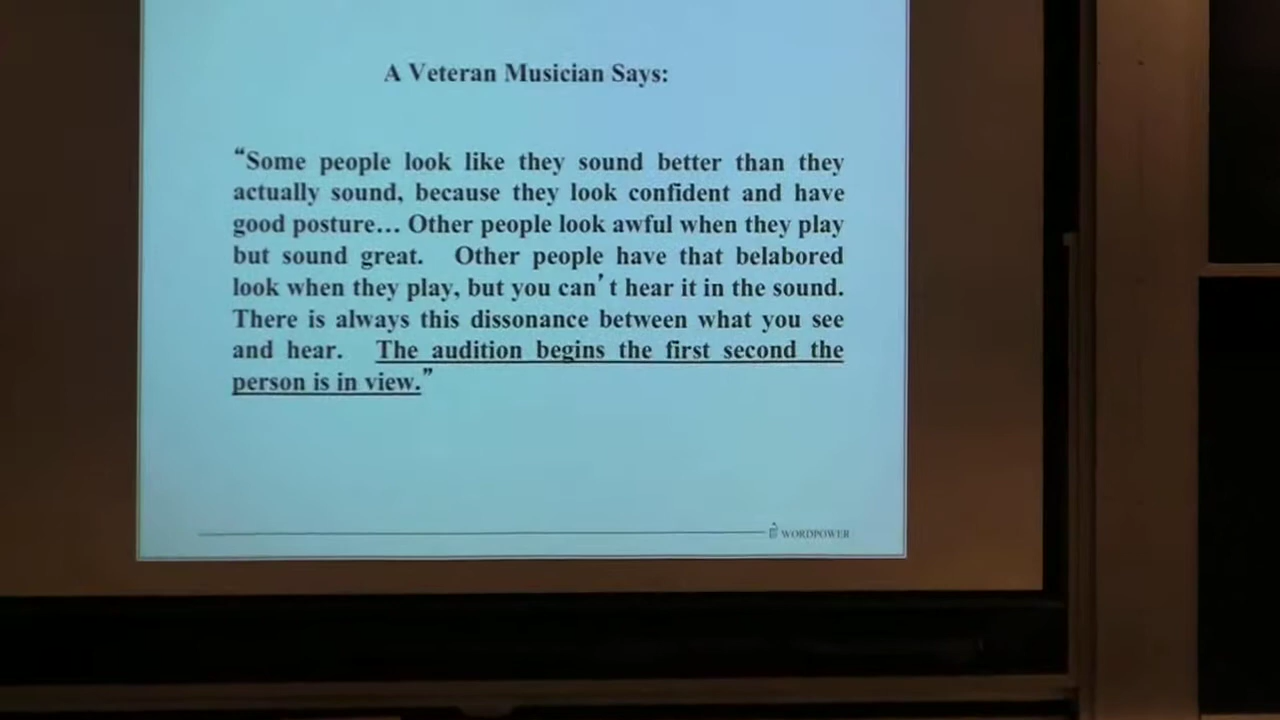 A Veteran Musician Says:
“Some people look like they sound better than they
actually sound, because they look confident and have
good posture... Other people look awful when they play
but sound great. Other people have that belabored
look when they play, but you can’t hear it in the sound.
There is always this dissonance between what you see
and hear. The audition begins the first second the
person is in view.”
WORDPOWER